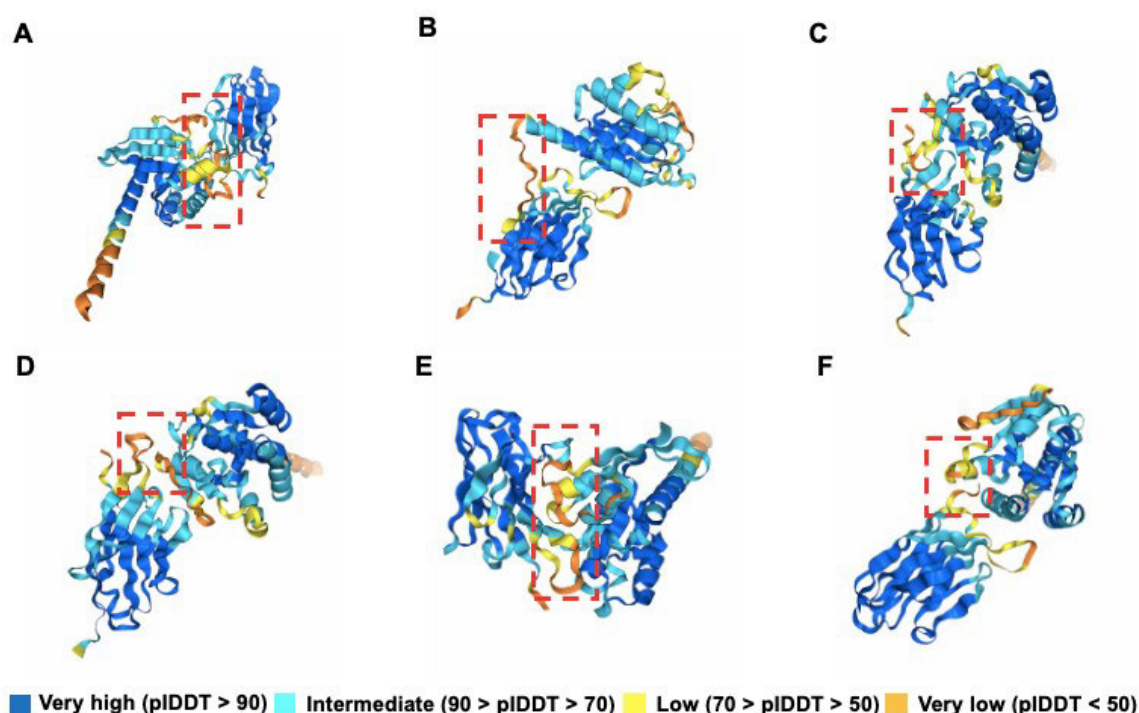 A
B
C
D
E
F
Very high (pIDDT > 90) Intermediate (90 > pIDDT > 70) Low (70 > pIDDT > 50) Very low (pIDDT < 50)